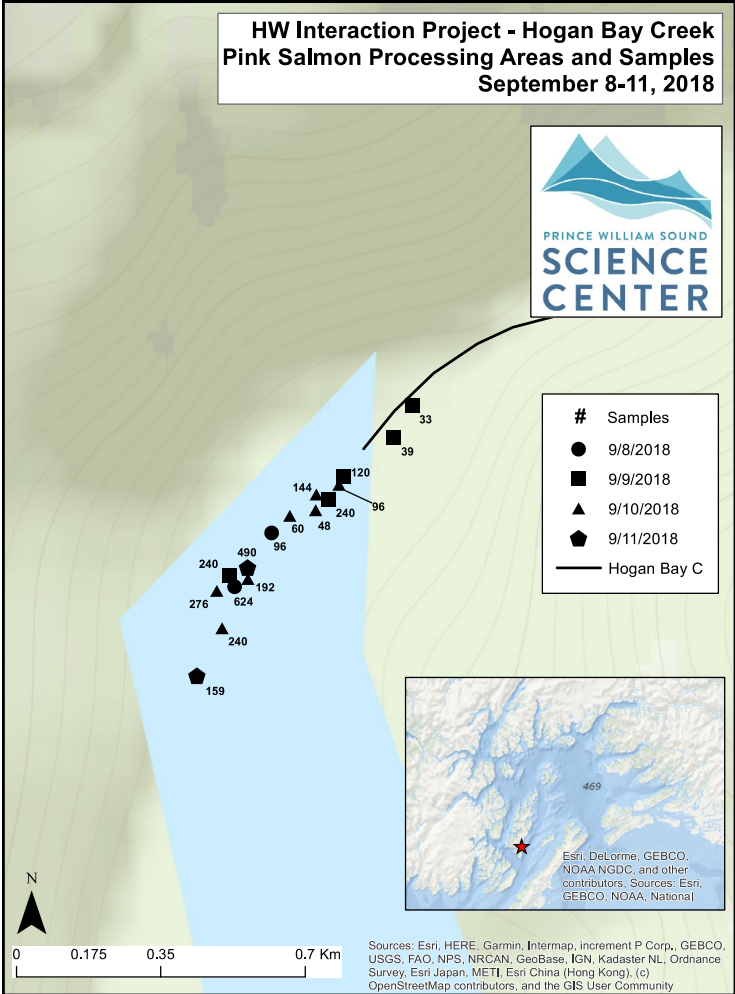 HW Interaction Project - Hogan Bay Creek
Pink Salmon Processing Areas and Samples
September 8-11, 2018
PRINCE WILLIAM SOUND
SCIENCE
CENTER
# Samples
9/8/2018
9/9/2018
9/10/2018
9/11/2018
Hogan Bay C
33
39
120
144
96
240
48
60
96
490
240
192
624
276
240
159
469
Esri, DeLorme, GEBCO,
NOAA NGDC, and other
contributors, Sources: Esri,
GEBCO, NOAA, National
N
0 0.175 0.35 0.7 Km
Sources: Esri, HERE, Garmin, Intermap, increment P Corp., GEBCO,
USGS, FAO, NPS, NRCAN, GeoBase, IGN, Kadaster NL, Ordnance
Survey, Esri Japan, METI, Esri China (Hong Kong), (c)
OpenStreetMap contributors, and the GIS User Community